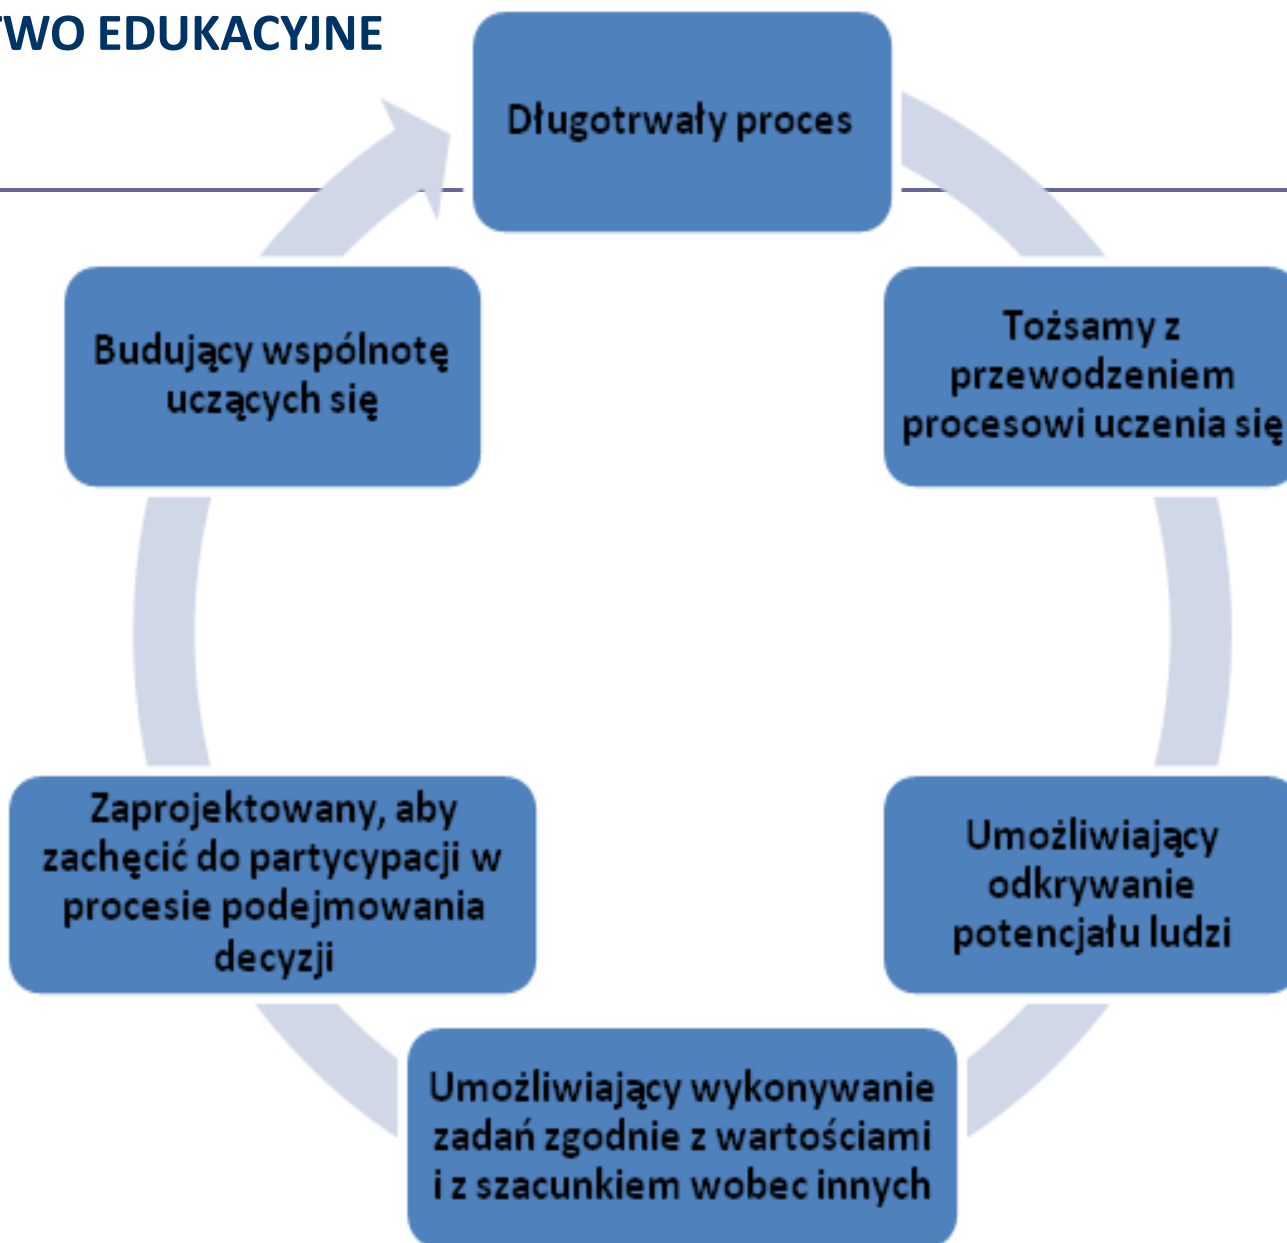 TWO EDUKACYJNE
Długotrwały proces
Tożsamy z
przewodzeniem
procesowi uczenia się
Umożliwiający
odkrywanie
potencjału ludzi
Umożliwiający wykonywanie
zadań zgodnie z wartościami
i z szacunkiem wobec innych
Zaprojektowany, aby
zachęcić do partycypacji w
procesie podejmowania
decyzji
Budujący wspólnotę
uczących się